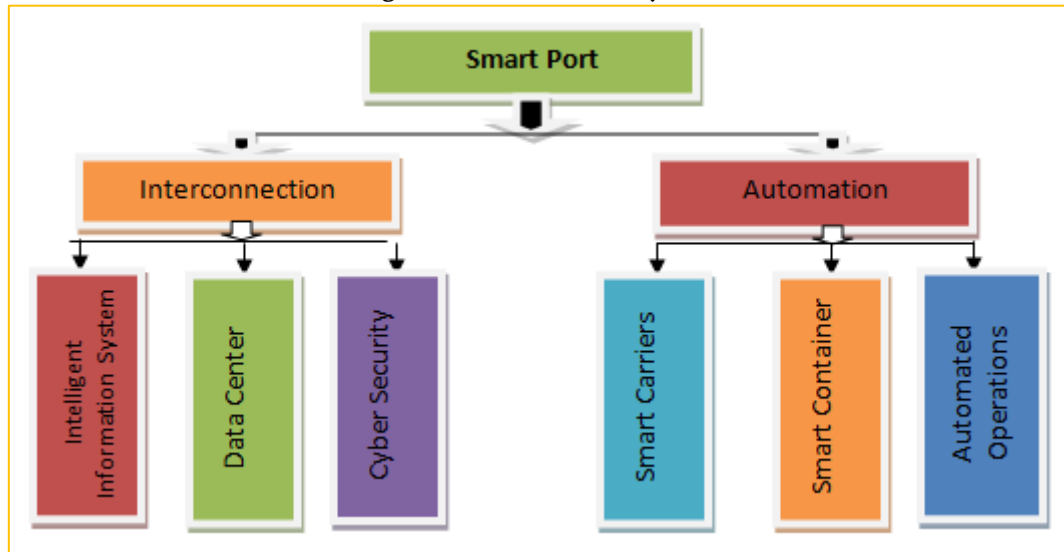 Smart Port
Interconnection
Automation
Intelligent
Information System
Data Center
Cyber Security
Smart Carriers
Smart Container
Automated
Operations